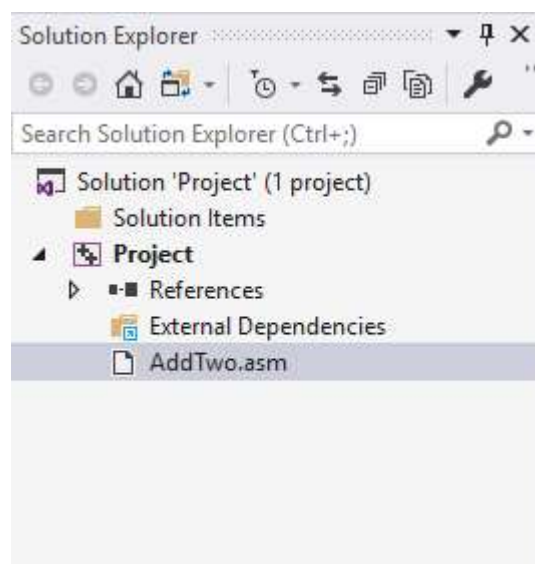 Solution Explorer
Search Solution Explorer (Ctrl+;)
Solution 'Project' (1 project)
Solution Items
Project
References
External Dependencies
AddTwo.asm